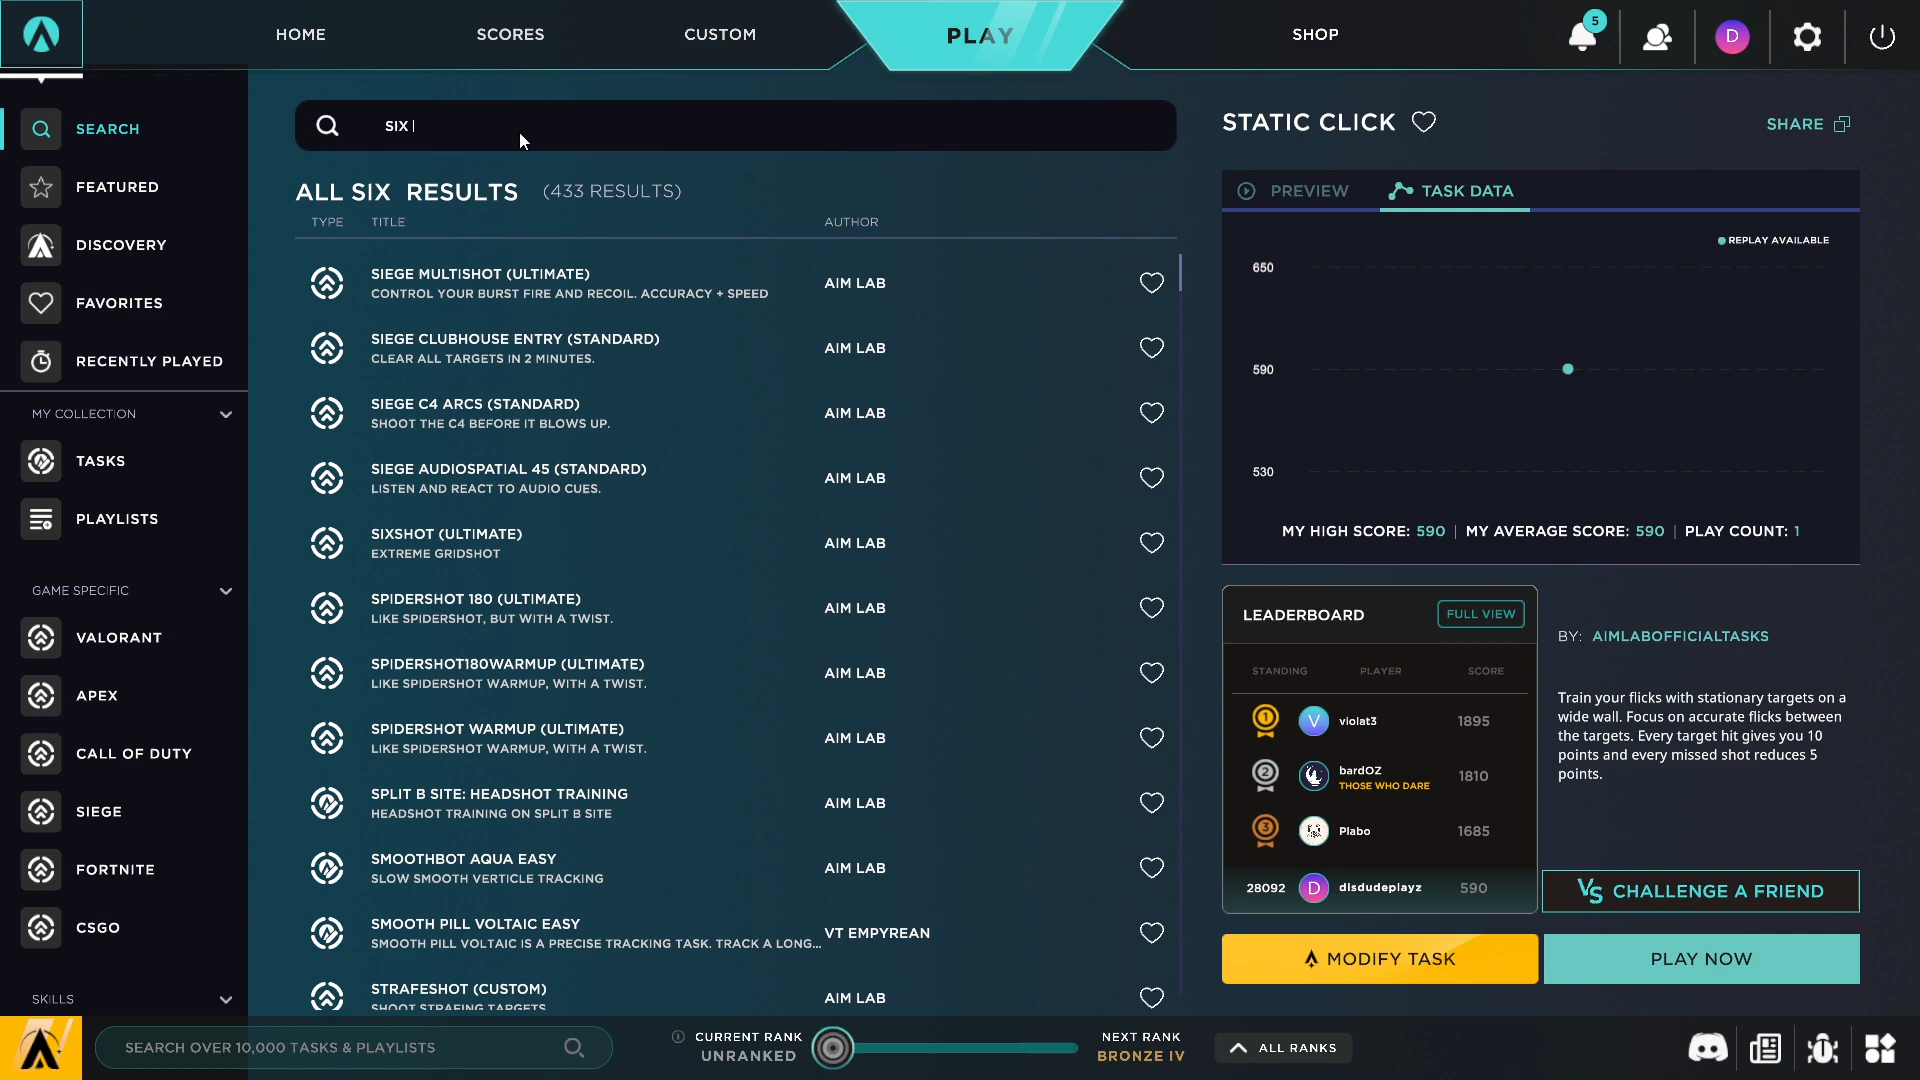 HOME
SCORES
CUSTOM
PLAY
SHOP
5
D
SEARCH
FEATURED
DISCOVERY
FAVORITES
RECENTLY PLAYED
MY COLLECTION
TASKS
PLAYLISTS
GAME SPECIFIC
VALORANT
APEX
CALL OF DUTY
SIEGE
FORTNITE
CSGO
SKILLS
SIX
ALL SIX RESULTS (433 RESULTS)
TYPE TITLE AUTHOR
SIEGE MULTISHOT (ULTIMATE)
CONTROL YOUR BURST FIRE AND RECOIL. ACCURACY + SPEED
AIM LAB
SIEGE CLUBHOUSE ENTRY (STANDARD)
CLEAR ALL TARGETS IN 2 MINUTES.
AIM LAB
SIEGE C4 ARCS (STANDARD)
SHOOT THE C4 BEFORE IT BLOWS UP.
AIM LAB
SIEGE AUDIOSPATIAL 45 (STANDARD)
LISTEN AND REACT TO AUDIO CUES.
AIM LAB
SIXSHOT (ULTIMATE)
EXTREME GRIDSHOT
AIM LAB
SPIDERSHOT 180 (ULTIMATE)
LIKE SPIDERSHOT, BUT WITH A TWIST.
AIM LAB
SPIDERSHOT180WARMUP (ULTIMATE)
LIKE SPIDERSHOT WARMUP, WITH A TWIST.
AIM LAB
SPIDERSHOT WARMUP (ULTIMATE)
LIKE SPIDERSHOT WARMUP, WITH A TWIST.
AIM LAB
SPLIT B SITE: HEADSHOT TRAINING
HEADSHOT TRAINING ON SPLIT B SITE
AIM LAB
SMOOTHBOT AQUA EASY
SLOW SMOOTH VERTICLE TRACKING
AIM LAB
SMOOTH PILL VOLTAIC EASY
SMOOTH PILL VOLTAIC IS A PRECISE TRACKING TASK. TRACK A LONG...
VT EMPYREAN
STRAFESHOT (CUSTOM)
SHOOT STRAFING TARGETS
AIM LAB
STATIC CLICK
SHARE
PREVIEW
TASK DATA
REPLAY AVAILABLE
650
590
530
MY HIGH SCORE: 590 | MY AVERAGE SCORE: 590 | PLAY COUNT: 1
LEADERBOARD
FULL VIEW
STANDING PLAYER SCORE
1 V violat3 1895
2 bardOZ 1810
THOSE WHO DARE
3 Plabo 1685
28092 D disdudeplayz 590
BY: AIMLABOFFICIALTASKS
Train your flicks with stationary targets on a
wide wall. Focus on accurate flicks between
the targets. Every target hit gives you 10
points and every missed shot reduces 5
points.
VS CHALLENGE A FRIEND
MODIFY TASK
PLAY NOW
SEARCH OVER 10,000 TASKS & PLAYLISTS
CURRENT RANK
UNRANKED
NEXT RANK
BRONZE IV
ALL RANKS